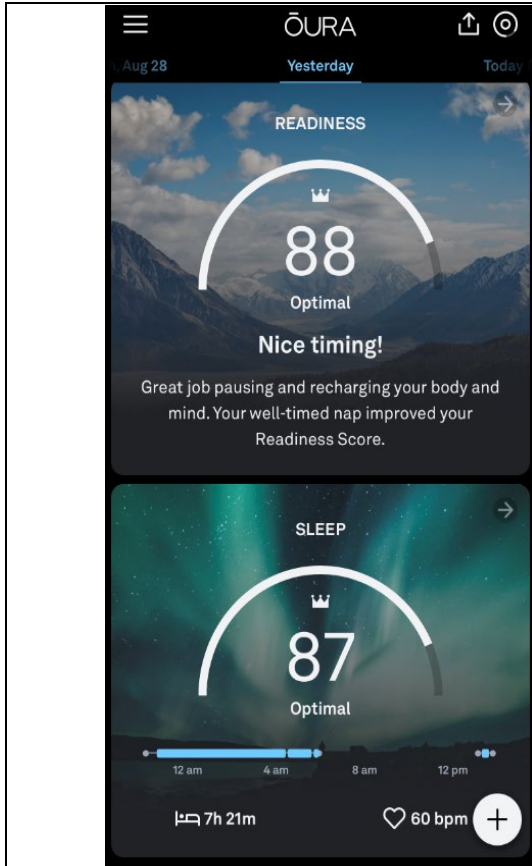 ŌURA
, Aug 28 Yesterday Today
READINESS
88
Optimal
Nice timing!
Great job pausing and recharging your body and
mind. Your well-timed nap improved your
Readiness Score.
SLEEP
87
Optimal
12 am 4 am 8 am 12 pm
7h 21m 60 bpm